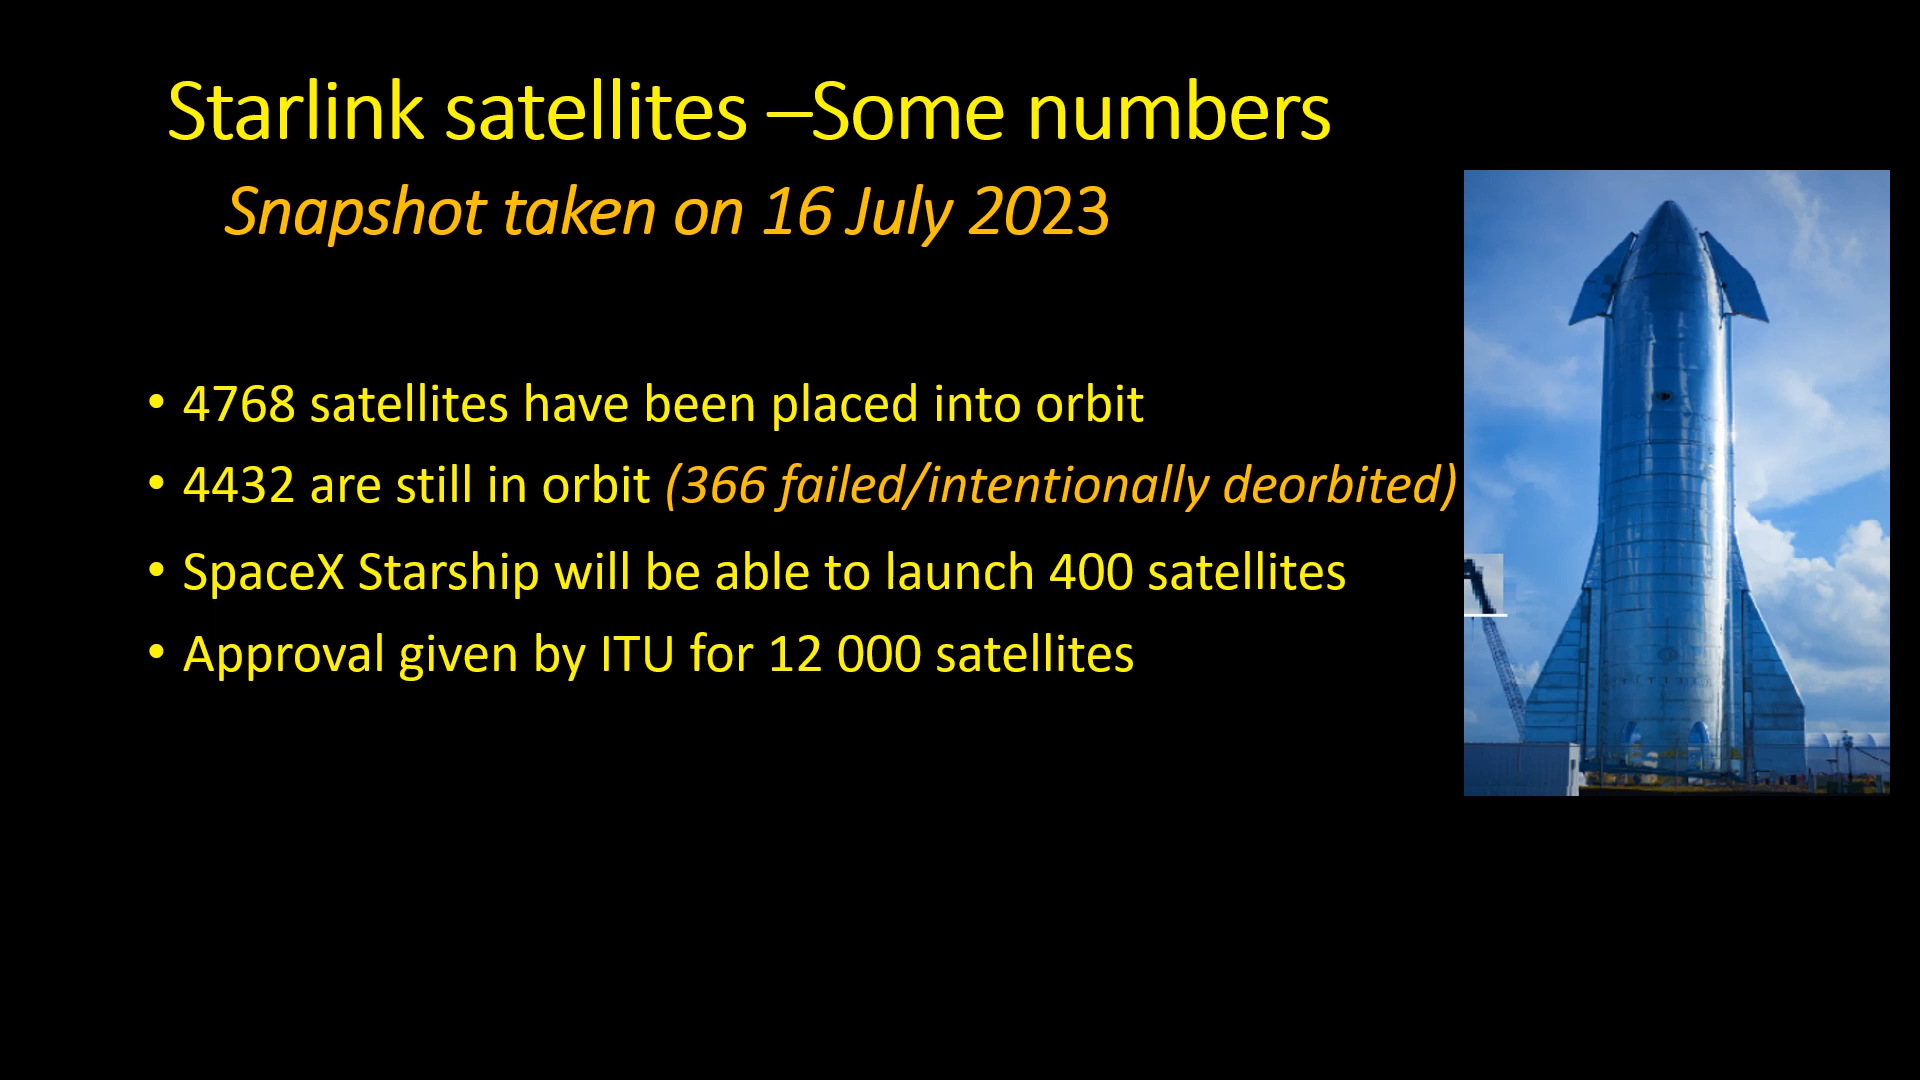 Starlink satellites –Some numbers
Snapshot taken on 16 July 2023
• 4768 satellites have been placed into orbit
• 4432 are still in orbit (366 failed/intentionally deorbited)
• SpaceX Starship will be able to launch 400 satellites
• Approval given by ITU for 12 000 satellites